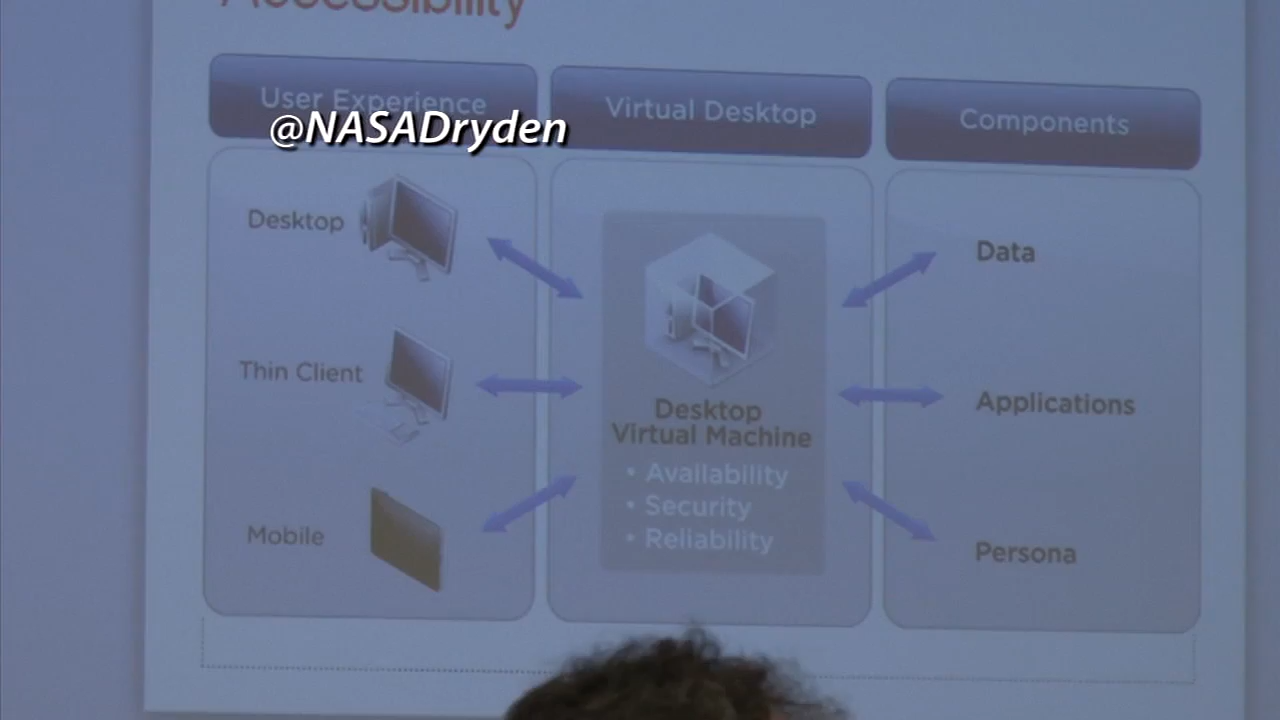 Accessibility
User Experience
Virtual Desktop
Components
@NASADryden
Desktop
Thin Client
Mobile
Desktop
Virtual Machine
• Availability
• Security
• Reliability
Data
Applications
Persona